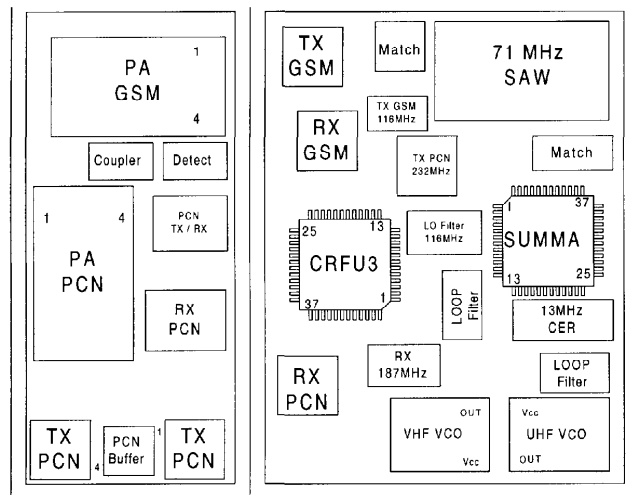 PA
GSM
1
4
Coupler
Detect
1
4
PA
PCN
PCN
TX / RX
RX
PCN
TX
PCN
4
PCN
Buffer
1
TX
PCN
TX
GSM
Match
71 MHz
SAW
TX GSM
116MHz
RX
GSM
TX PCN
232MHz
Match
25
13
CRFU3
37
1
LO Filter
116MHz
1
37
SUMMA
13
25
LOOP
Filter
13MHz
CER
RX
187MHz
LOOP
Filter
RX
PCN
OUT
VHF VCO
Vcc
Vcc
UHF VCO
OUT